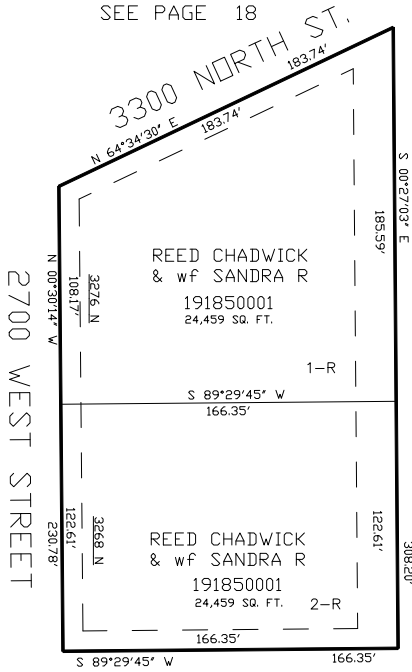 SEE PAGE 18
3300 NORTH ST.
183.74'
183.74'
N 64°34'30" E
S 00°27'03" E
185.59'
N 00°30'14" W
3276 N
108.17'
REED CHADWICK
& wf SANDRA R
191850001
24,459 SQ. FT.
1-R
2700 WEST STREET
S 89°29'45" W
166.35'
230.78'
122.61'
3268 N
REED CHADWICK
& wf SANDRA R
191850001
24,459 SQ. FT.
2-R
122.61'
308.20'
166.35'
S 89°29'45" W
166.35'